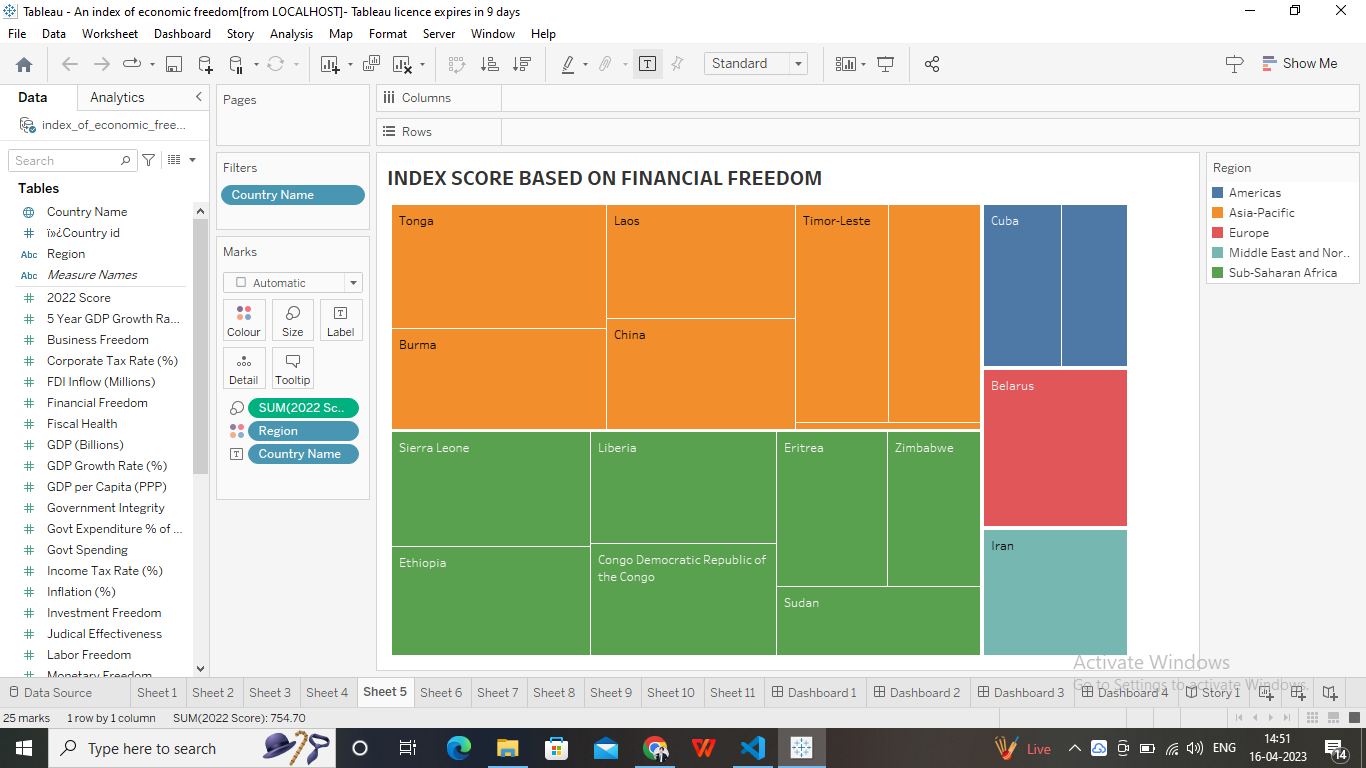 Tableau - An index of economic freedom[from LOCALHOST]- Tableau licence expires in 9 days
File Data Worksheet Dashboard Story Analysis Map Format Server Window Help
Standard
Show Me
Data Analytics
index_of_economic_free...
Search
Tables
Country Name
ï»¿Country id
Region
Measure Names
2022 Score
5 Year GDP Growth Ra...
Business Freedom
Corporate Tax Rate (%)
FDI Inflow (Millions)
Financial Freedom
Fiscal Health
GDP (Billions)
GDP Growth Rate (%)
GDP per Capita (PPP)
Government Integrity
Govt Expenditure % of ...
Govt Spending
Income Tax Rate (%)
Inflation (%)
Investment Freedom
Judical Effectiveness
Labor Freedom
Monetary Freedom
Abc
Abc
Pages
Filters
Country Name
Marks
Automatic
Colour Size Label
Detail Tooltip
SUM(2022 Sc..
Region
Country Name
Columns
Rows
INDEX SCORE BASED ON FINANCIAL FREEDOM
Tonga
Laos
Timor-Leste
Burma
China
Cuba
Belarus
Sierra Leone
Liberia
Eritrea
Zimbabwe
Ethiopia
Congo Democratic Republic of
the Congo
Sudan
Iran
Region
Americas
Asia-Pacific
Europe
Middle East and Nor..
Sub-Saharan Africa
Activate Windows
Go to Settings to activate Windows.
Data Source Sheet 1 Sheet 2 Sheet 3 Sheet 4 Sheet 5 Sheet 6 Sheet 7 Sheet 8 Sheet 9 Sheet 10 Sheet 11 Dashboard 1 Dashboard 2 Dashboard 3 Dashboard 4 Story 1
25 marks 1 row by 1 column SUM(2022 Score): 754.70
Type here to search
Live
ENG
14:51
16-04-2023
14